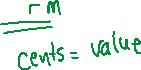 r m
cents = value